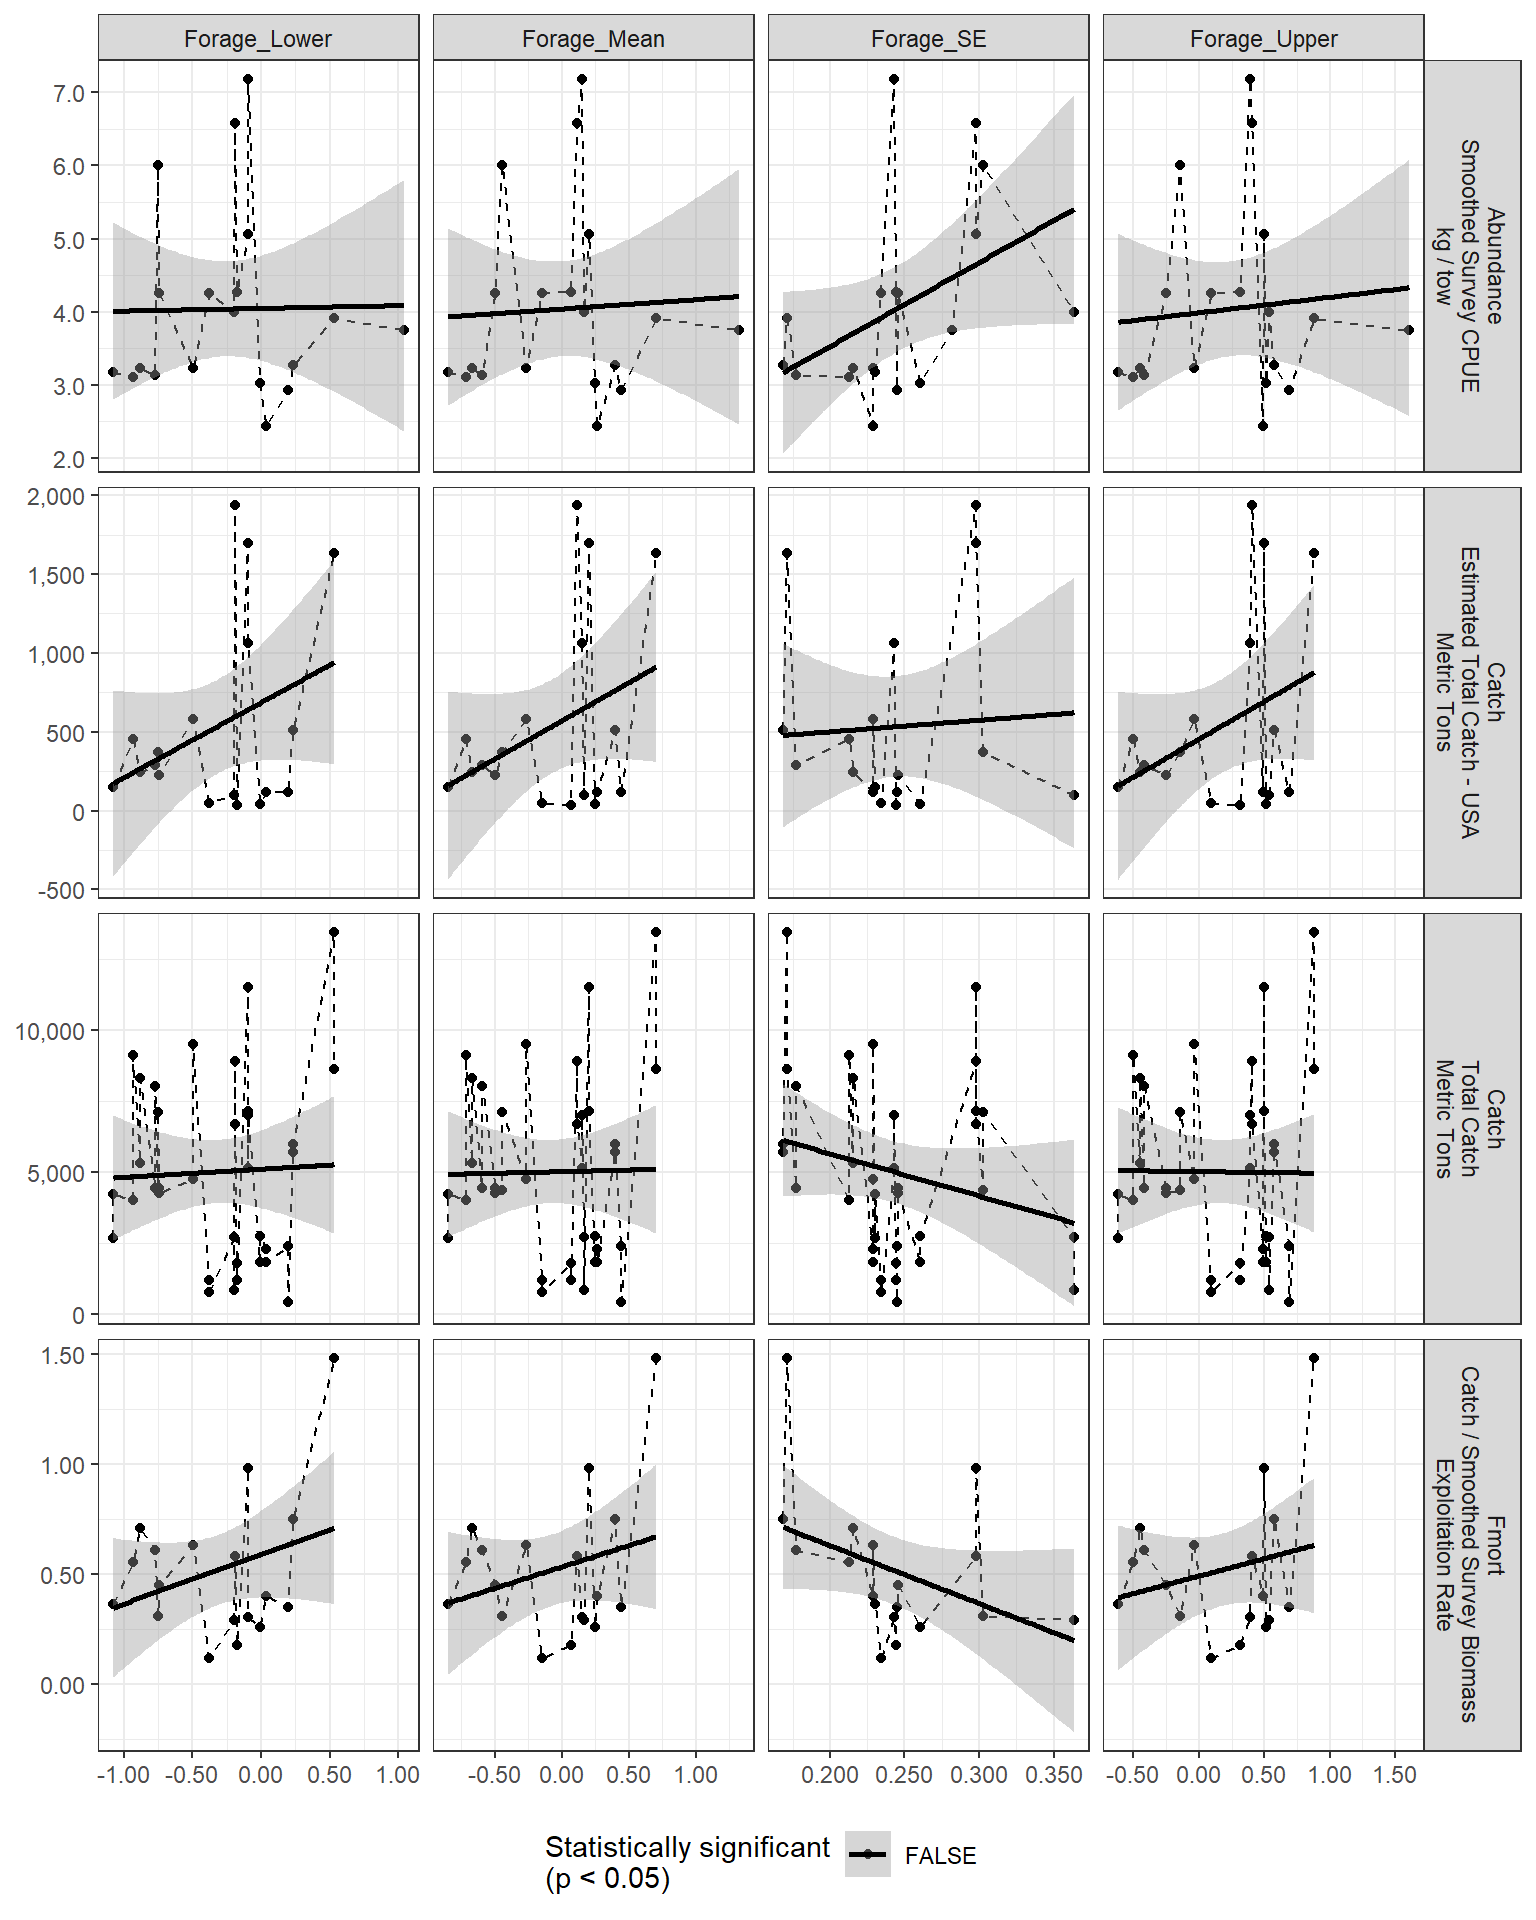 Forage_Lower
Forage_Mean
Forage_SE
Forage_Upper
7.0
6.0
5.0
4.0
3.0
2.0
Abundance
Smoothed Survey CPUE
kg / tow
2,000
1,500
1,000
500
0
-500
Catch
Estimated Total Catch - USA
Metric Tons
10,000
5,000
0
Catch
Total Catch
Metric Tons
1.50
1.00
0.50
0.00
Fmort
Catch / Smoothed Survey Biomass
Exploitation Rate
-1.00 -0.50 0.00 0.50 1.00
-0.50 0.00 0.50 1.00
0.200 0.250 0.300 0.350
-0.50 0.00 0.50 1.00 1.50
Statistically significant
(p < 0.05)
FALSE